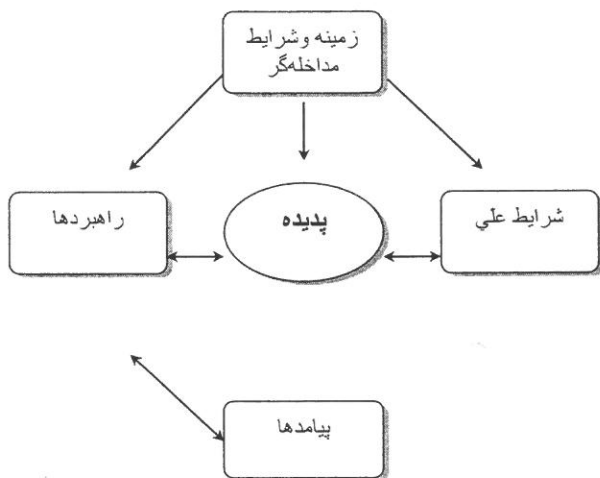 زمینه وشرایط
مداخله‌گر
شرایط علي
پدیده
راهبردها
پیامدها